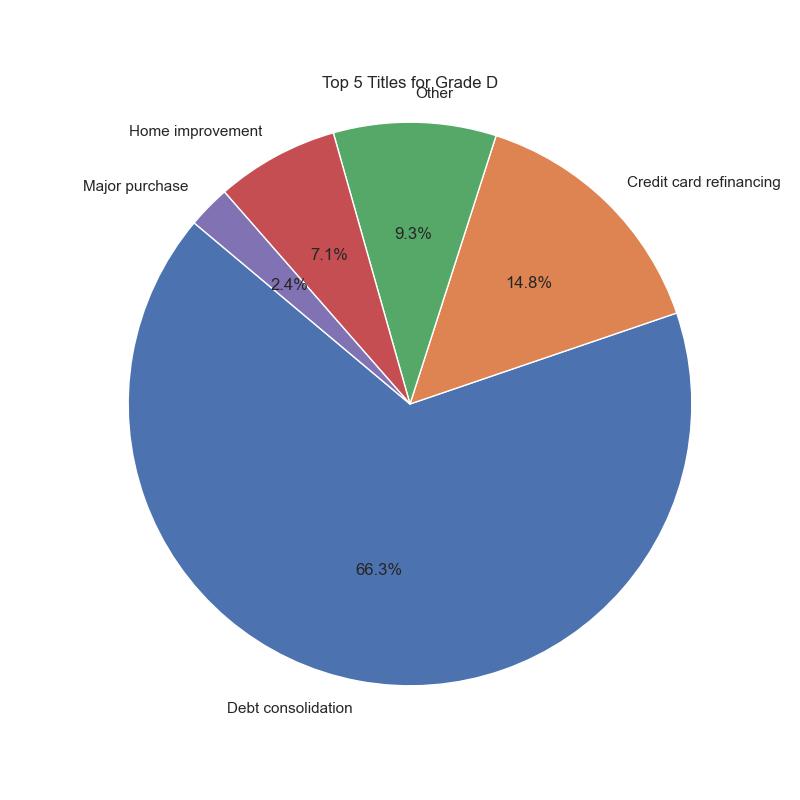 Top 5 Titles for Grade D
Other
Home improvement
Major purchase
Credit card refinancing
9.3%
7.1%
14.8%
2.4%
66.3%
Debt consolidation